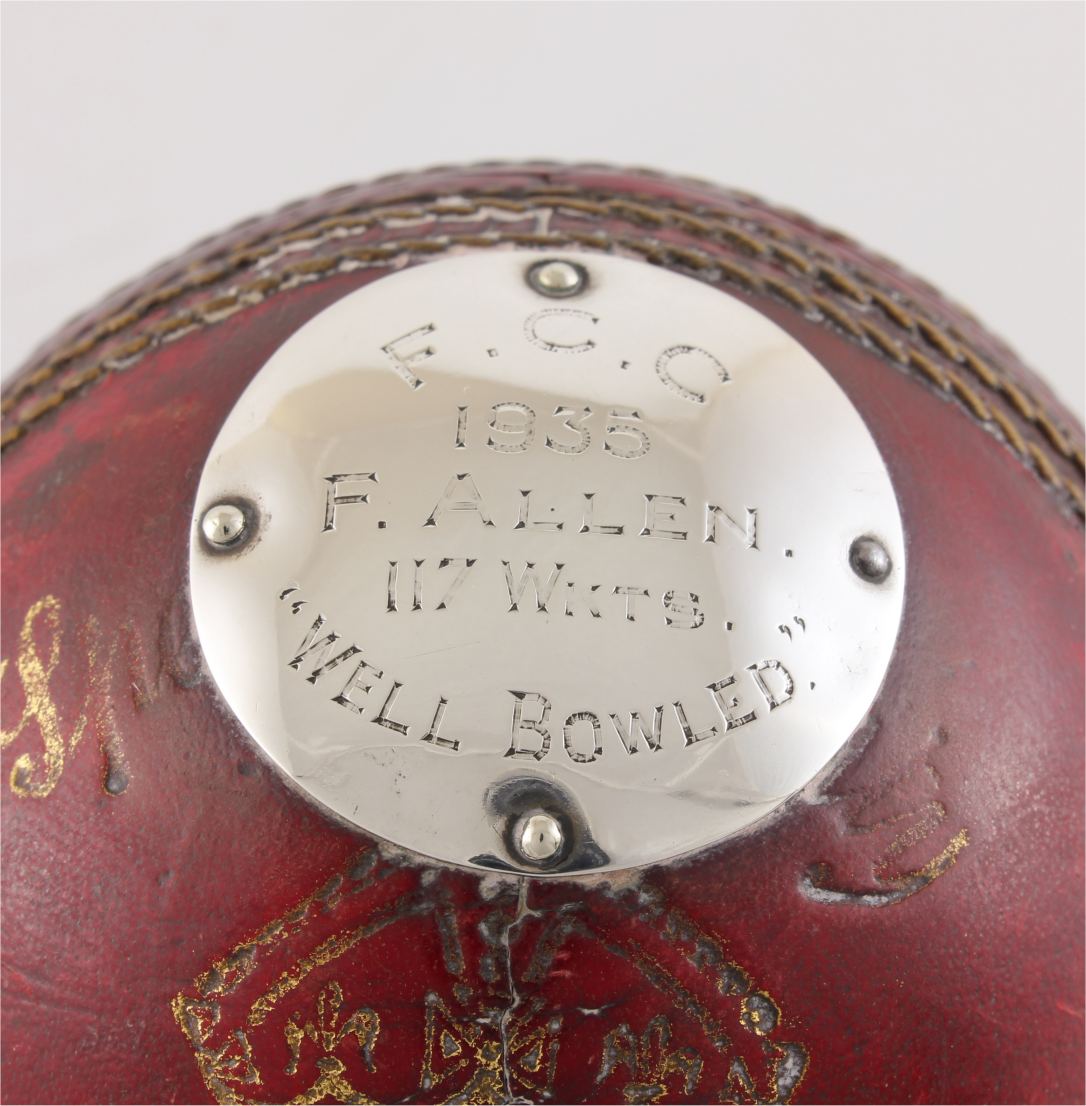 F.C.C
1935
F. ALLEN.
117 WKTS.
"WELL BOWLED."